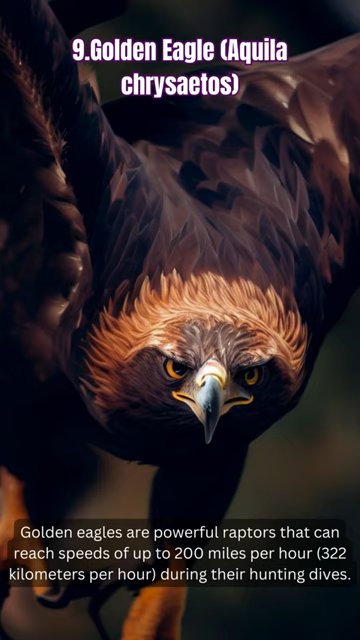 9.Golden Eagle (Aquila
chrysaetos)
Golden eagles are powerful raptors that can
reach speeds of up to 200 miles per hour (322
kilometers per hour) during their hunting dives.